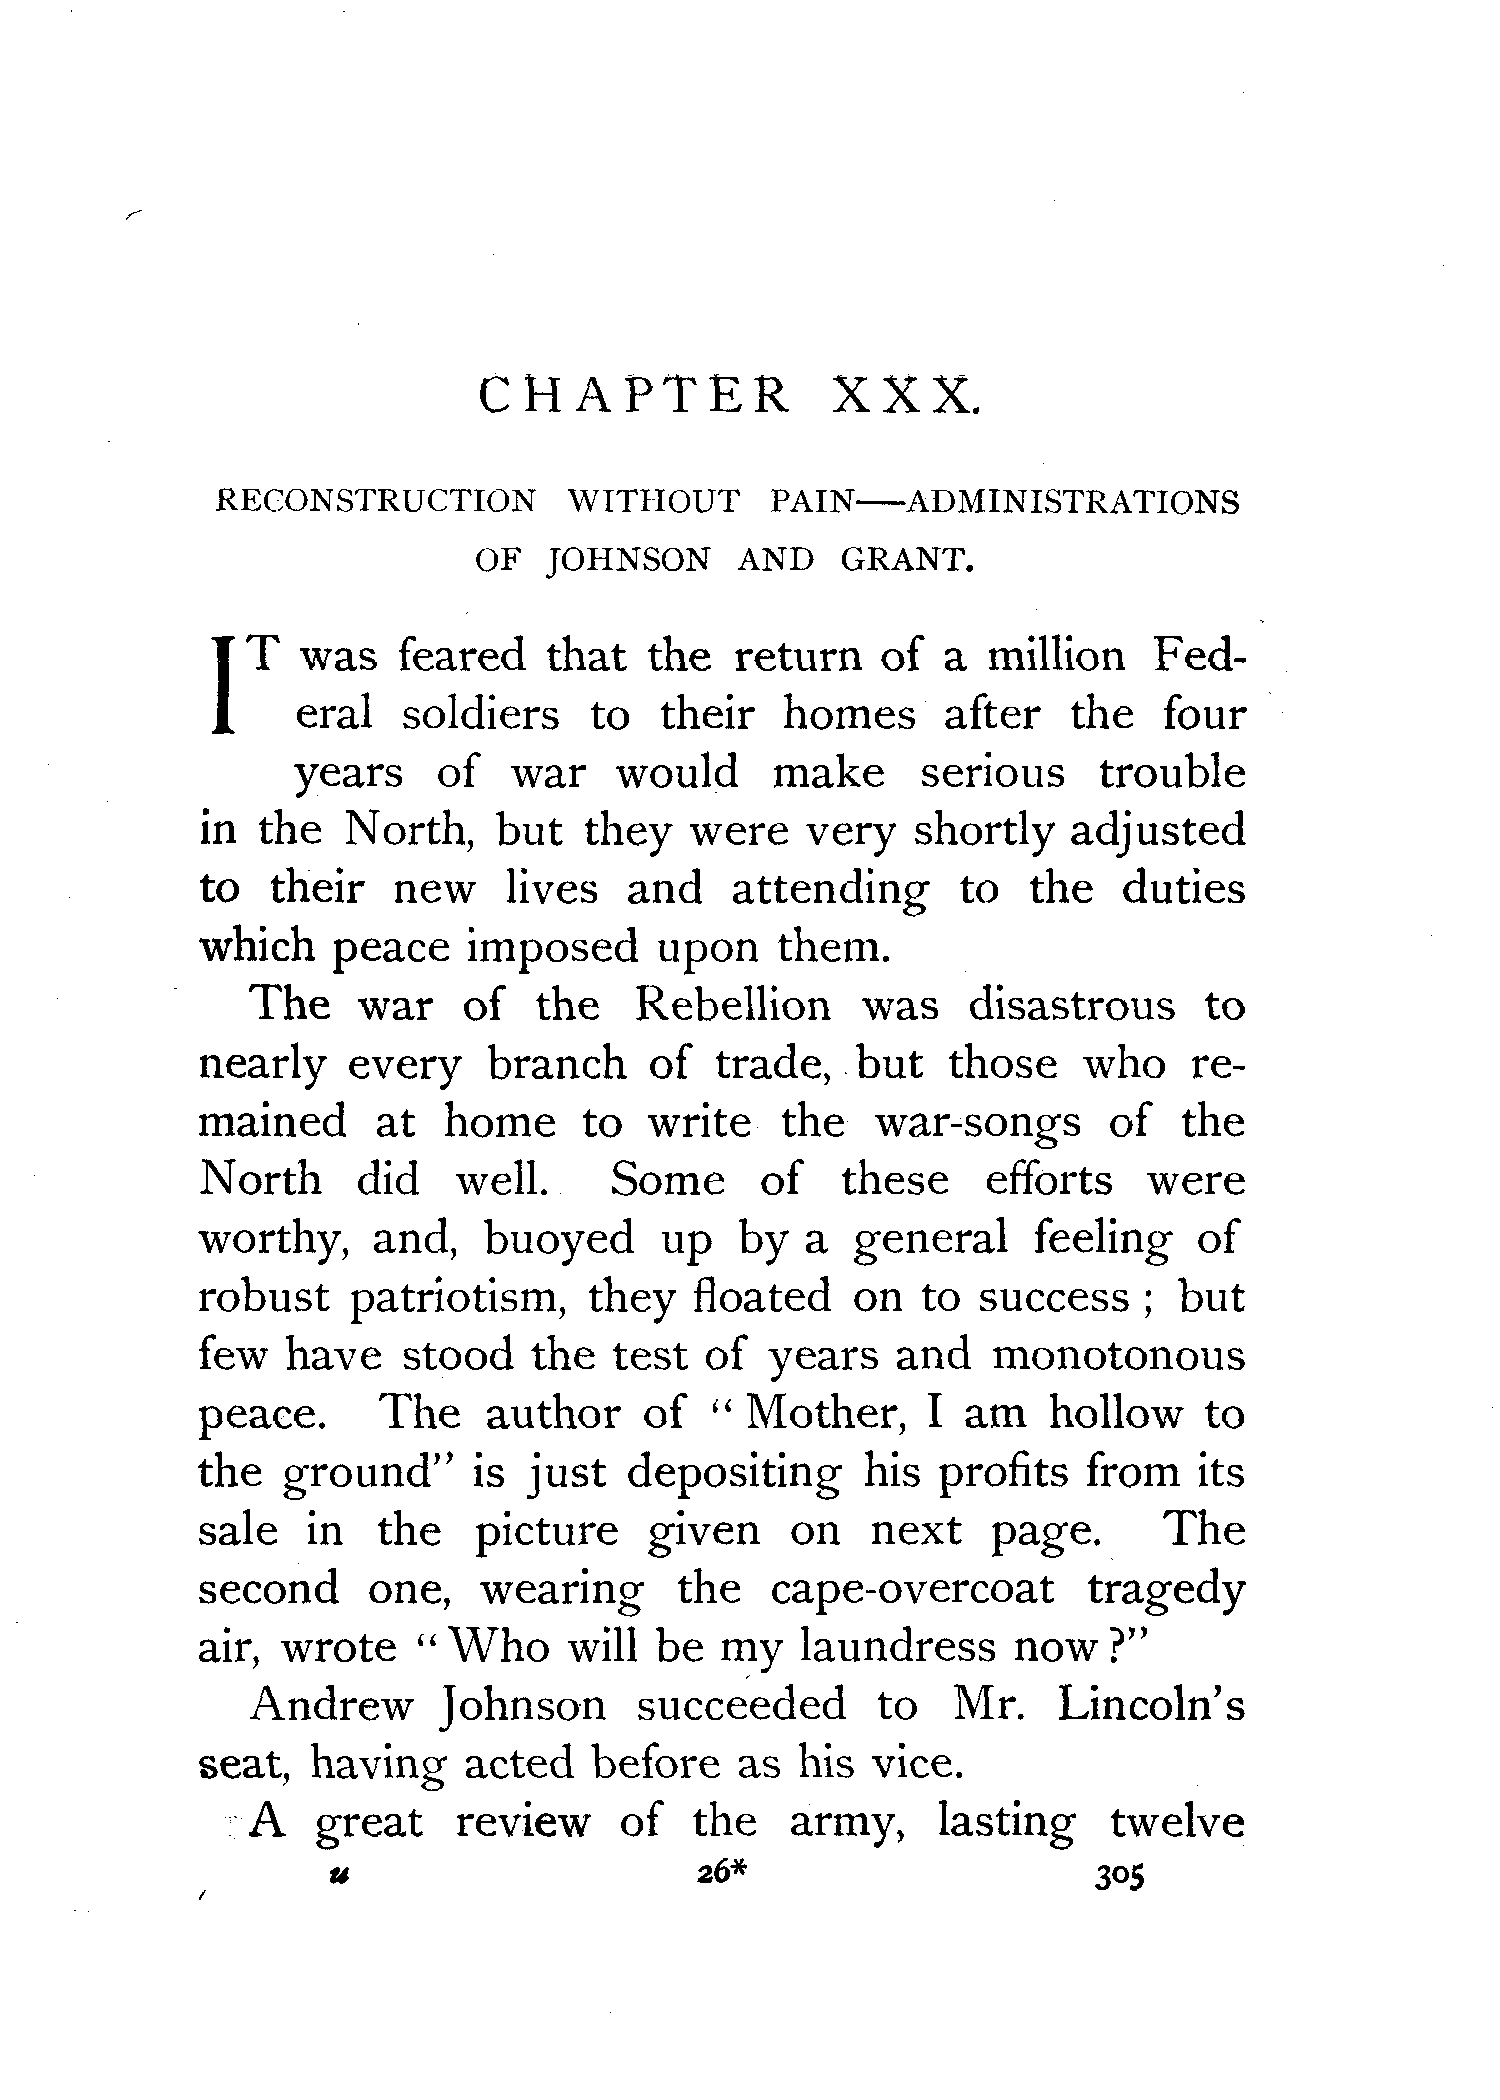 CHAPTER XXX.
RECONSTRUCTION WITHOUT PAIN—ADMINISTRATIONS
OF JOHNSON AND GRANT.
IT was feared that the return of a million Fed-
eral soldiers to their homes after the four
years of war would make serious trouble
in the North, but they were very shortly adjusted
to their new lives and attending to the duties
which peace imposed upon them.
The war of the Rebellion was disastrous to
nearly every branch of trade, but those who re-
mained at home to write the war-songs of the
North did well. Some of these efforts were
worthy, and, buoyed up by a general feeling of
robust patriotism, they floated on to success ; but
few have stood the test of years and monotonous
peace. The author of “ Mother, I am hollow to
the ground” is just depositing his profits from its
sale in the picture given on next page. The
second one, wearing the cape-overcoat tragedy
air, wrote “ Who will be my laundress now ?”
Andrew Johnson succeeded to Mr. Lincoln’s
seat, having acted before as his vice.
A great review of the army, lasting twelve
u 26* 305